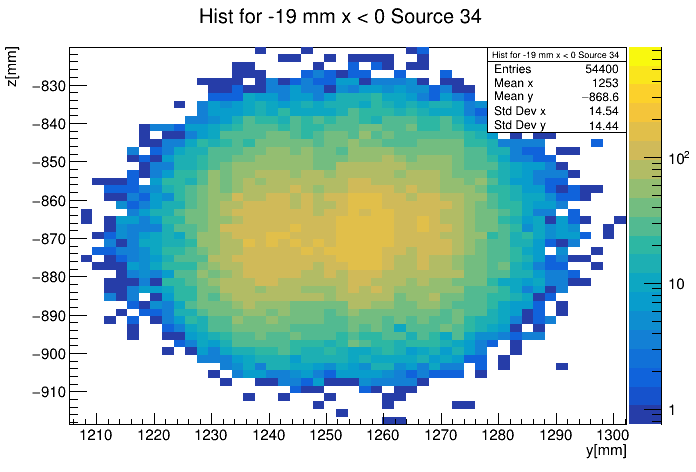 Hist for -19 mm x < 0 Source 34
z[mm]
Hist for -19 mm x < 0 Source 34
Entries 54400
Mean x 1253
Mean y −868.6
Std Dev x 14.54
Std Dev y 14.44
−830
−840
−850
−860
−870
−880
−890
−900
−910
10²
10
1
1210 1220 1230 1240 1250 1260 1270 1280 1290 1300
y[mm]